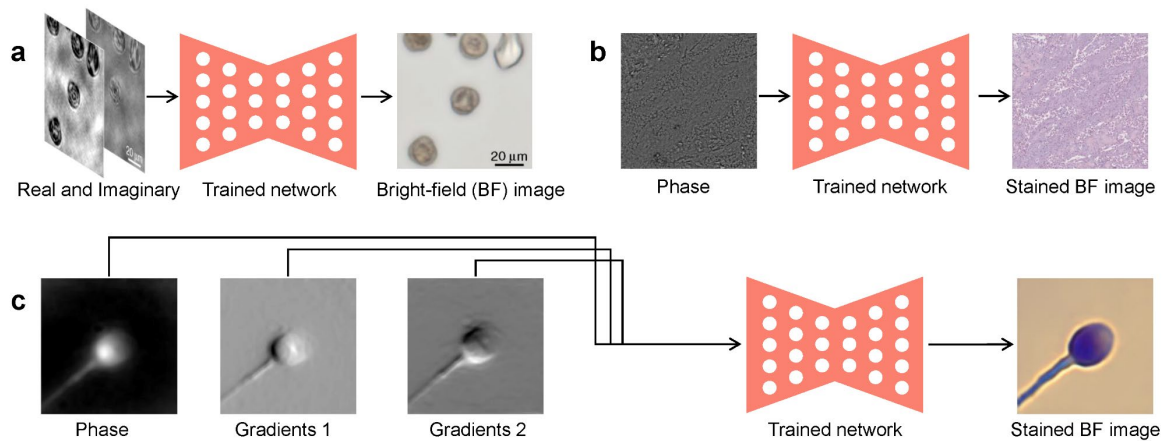 a
20 μm
20 μm
Real and Imaginary
Trained network
Bright-field (BF) image
b
Phase
Trained network
Stained BF image
c
Phase
Gradients 1
Gradients 2
Trained network
Stained BF image